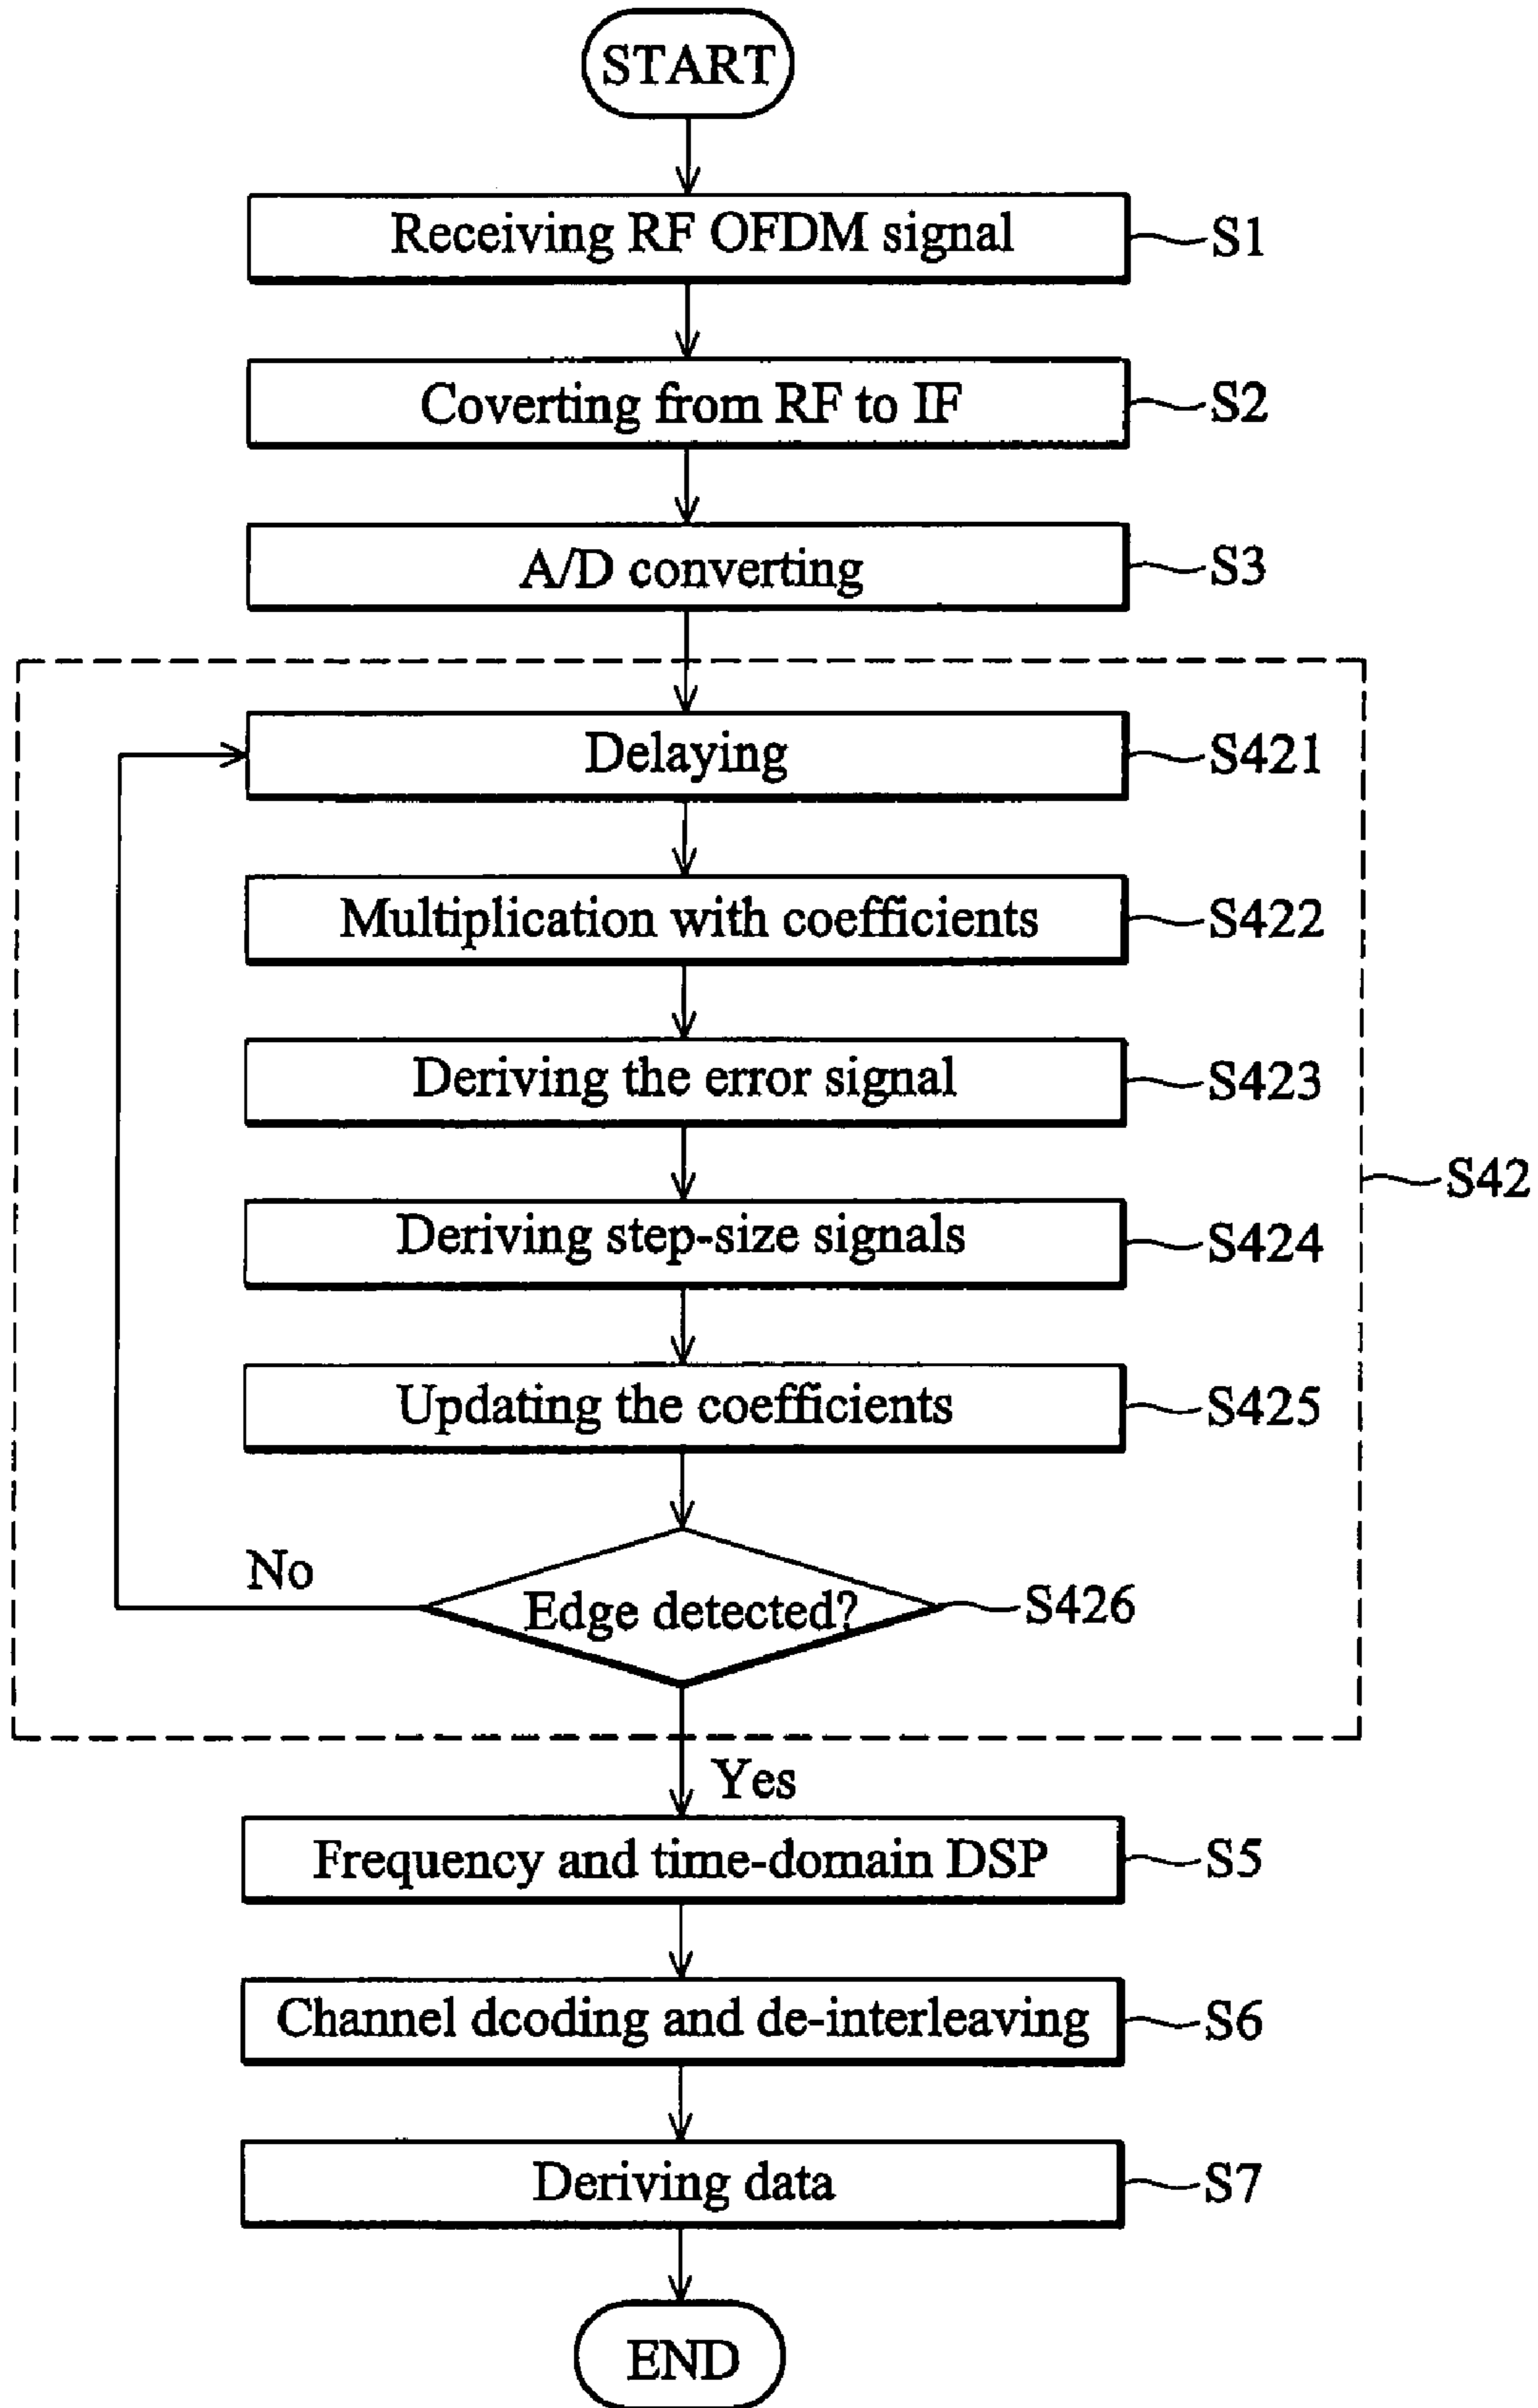 START
Receiving RF OFDM signal
S1
Coverting from RF to IF
S2
A/D converting
S3
Delaying
S421
Multiplication with coefficients
S422
Deriving the error signal
S423
S42
Deriving step-size signals
S424
Updating the coefficients
S425
No
Edge detected?
S426
Yes
Frequency and time-domain DSP
S5
Channel dcoding and de-interleaving
S6
Deriving data
S7
END